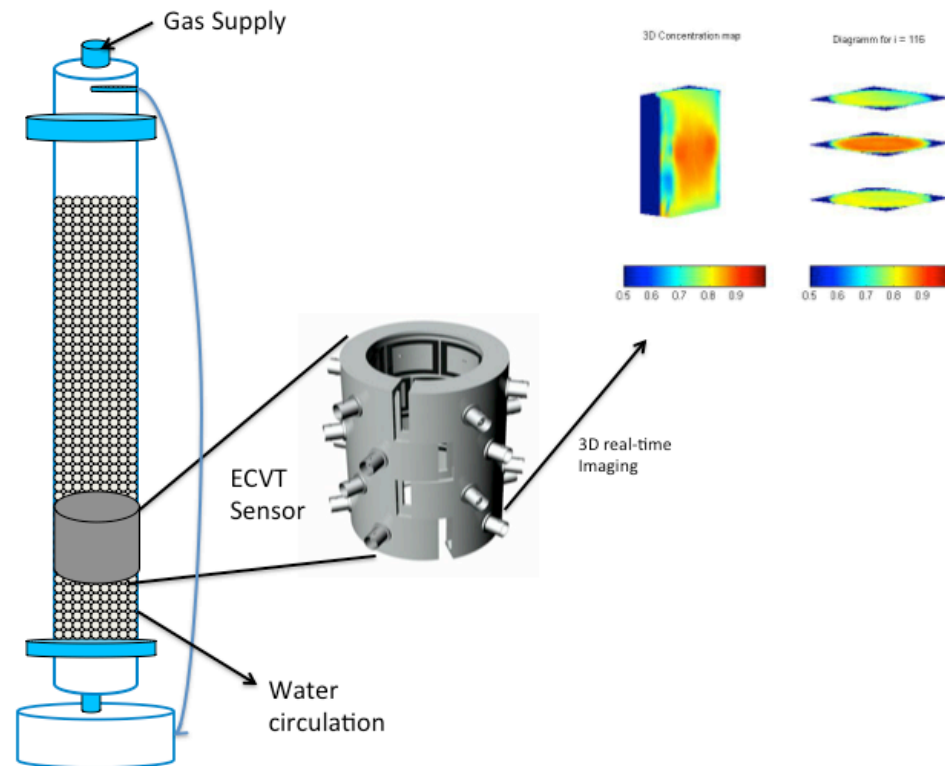 Gas Supply
3D Concentration map
Diagramm for i = 116
0.5 0.6 0.7 0.8 0.9
0.5 0.6 0.7 0.8 0.9
ECVT
Sensor
3D real-time
Imaging
Water
circulation